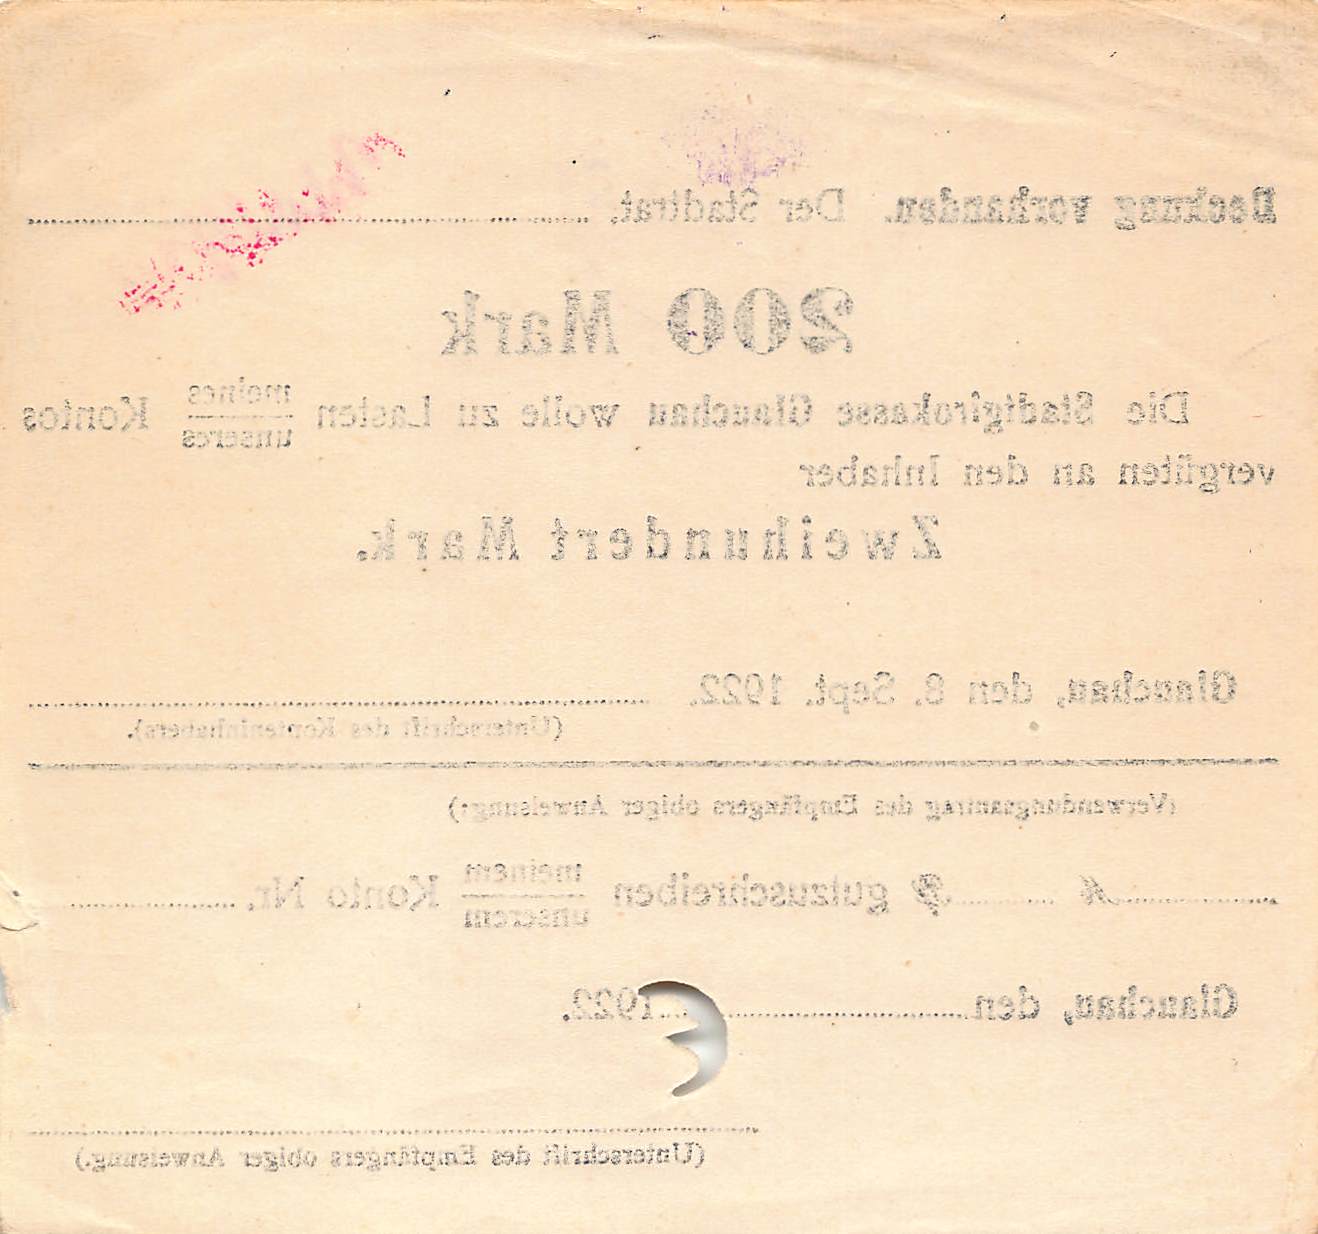 Deckung vorhanden. Der Stadtrat.
200 Mark
Die Stadtgirokasse Glauchau wolle zu Lasten meines Kontos
unseres
vergüten an den Inhaber
Zweihundert Mark.
Glauchau, den 8. Sept. 1922.
(Unterschrift des Konteninhabers).
(Verwendungsantrag des Empfängers obiger Anweisung:)
ℳ ₰ gutzuschreiben meinem Konto Nr.
unserem
Glauchau, den 1922.
(Unterschrift des Empfängers obiger Anweisung.)